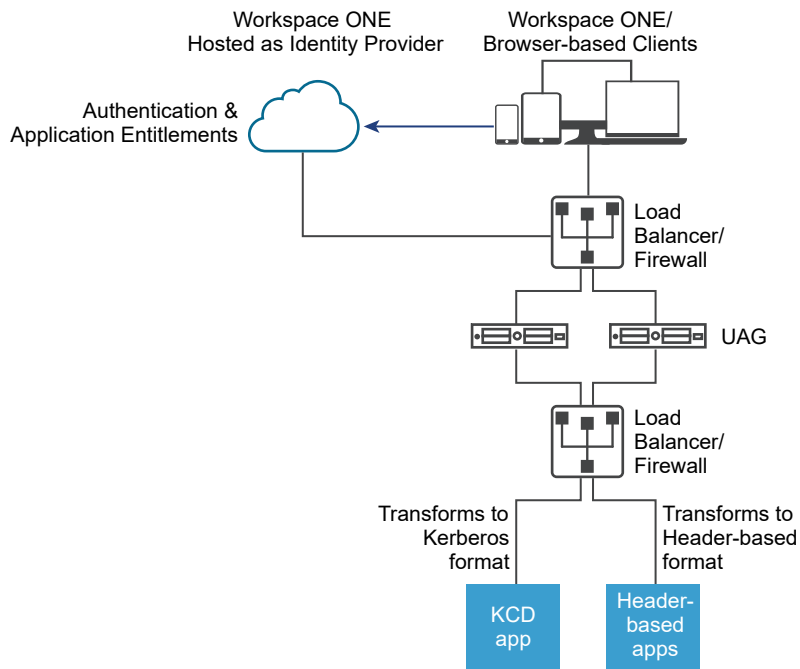 Workspace ONE
Hosted as Identity Provider
Workspace ONE/
Browser-based Clients
Authentication &
Application Entitlements
Load
Balancer/
Firewall
UAG
Load
Balancer/
Firewall
Transforms to
Kerberos
format
Transforms to
Header-based
format
KCD
app
Header-
based
apps